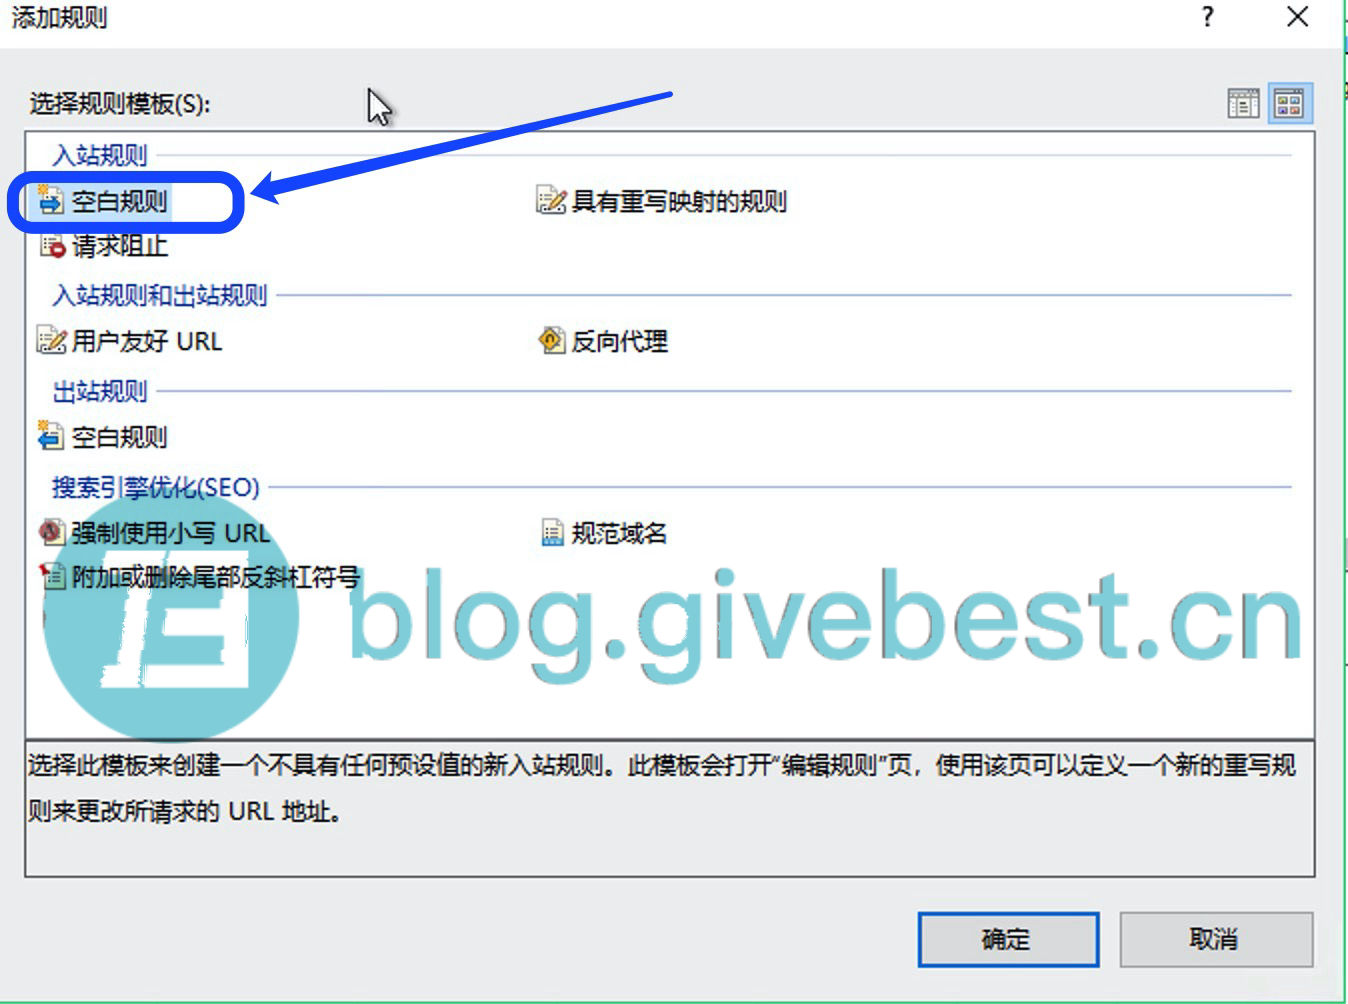 添加规则
?
选择规则模板(S):
入站规则
空白规则
具有重写映射的规则
请求阻止
入站规则和出站规则
用户友好 URL
反向代理
出站规则
空白规则
搜索引擎优化(SEO)
强制使用小写 URL
规范域名
附加或删除尾部反斜杠符号
blog.givebest.cn
选择此模板来创建一个不具有任何预设值的新入站规则。此模板会打开“编辑规则”页，使用该页可以定义一个新的重写规
则来更改所请求的 URL 地址。
确定
取消